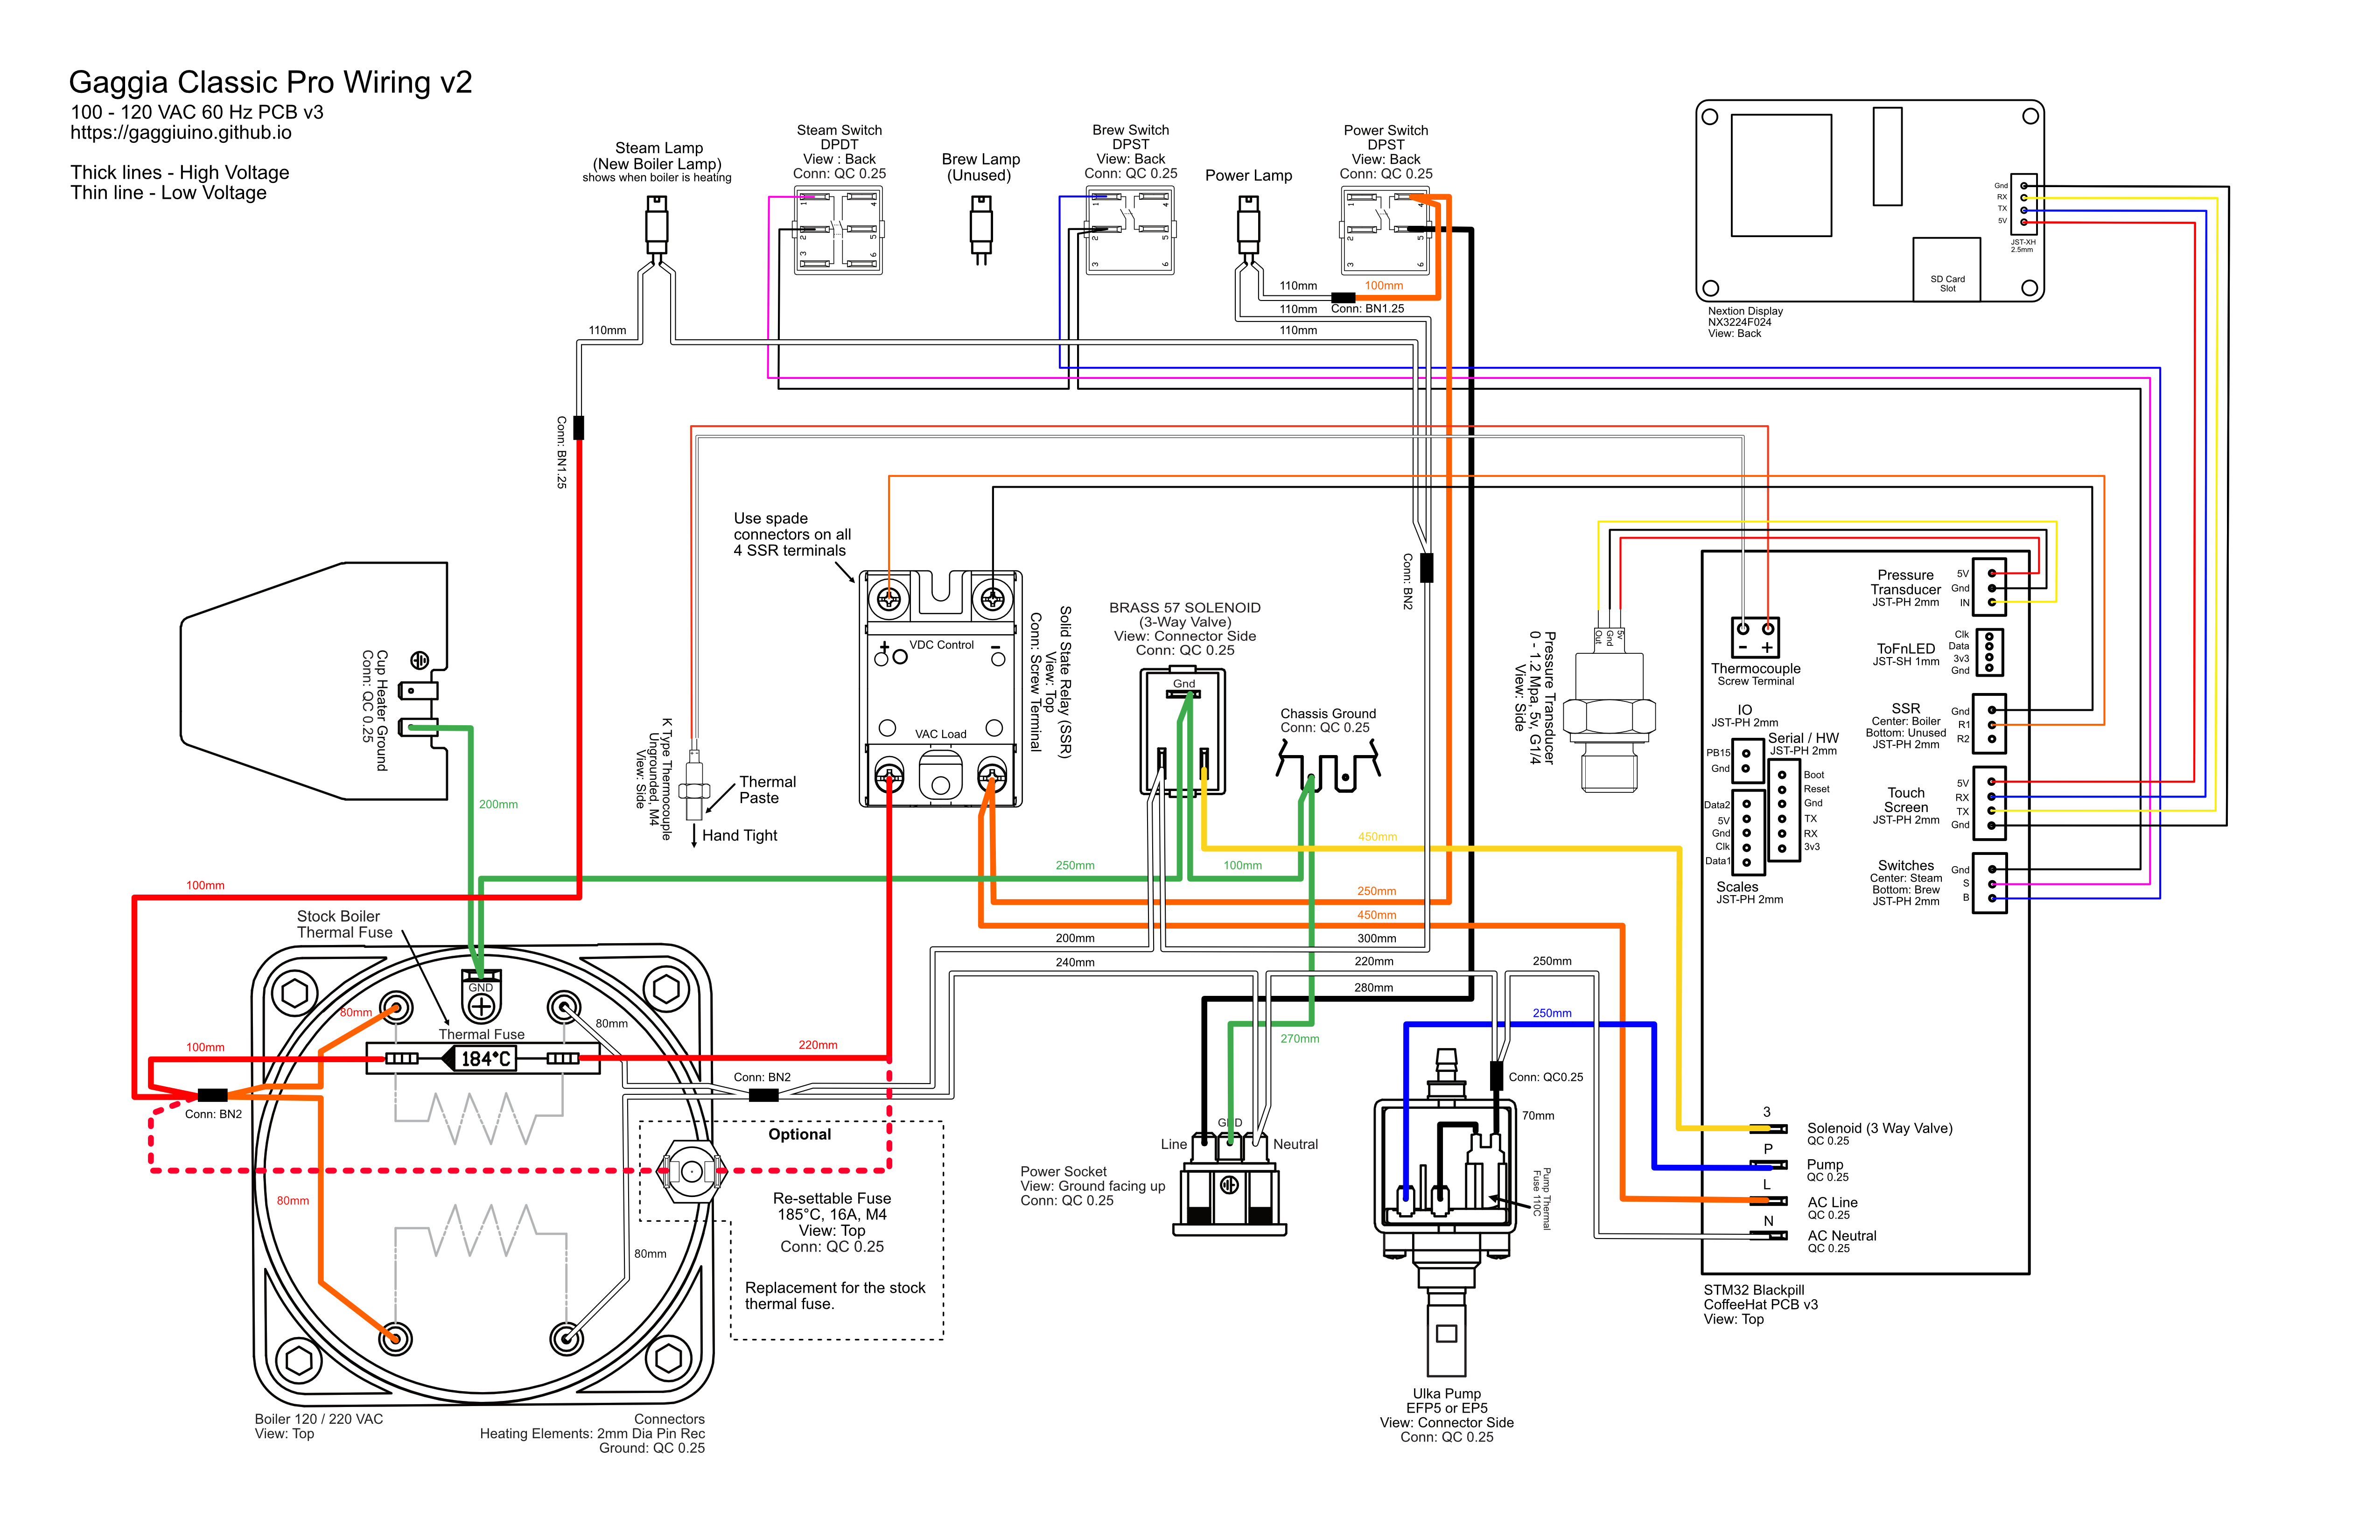 Gaggia Classic Pro Wiring v2
100 - 120 VAC 60 Hz PCB v3
https://gaggiuino.github.io
Thick lines - High Voltage
Thin line - Low Voltage
Steam Lamp
(New Boiler Lamp)
shows when boiler is heating
Steam Switch
DPDT
View : Back
Conn: QC 0.25
1
2
3
4
5
6
Brew Lamp
(Unused)
Brew Switch
DPST
View: Back
Conn: QC 0.25
1
2
3
4
5
6
Power Lamp
Power Switch
DPST
View: Back
Conn: QC 0.25
1
2
3
4
5
6
Gnd
RX
TX
5V
JST-XH
2.5mm
SD Card
Slot
Nextion Display
NX3224F024
View: Back
110mm
100mm
Conn: BN1.25
110mm
110mm
110mm
Conn: BN1.25
Use spade
connectors on all
4 SSR terminals
+
VDC Control
-
VAC Load
Solid State Relay (SSR)
View: Top
Conn: Screw Terminal
BRASS 57 SOLENOID
(3-Way Valve)
View: Connector Side
Conn: QC 0.25
Gnd
Conn: BN2
Chassis Ground
Conn: QC 0.25
Out
Gnd
5v
Pressure Transducer
0 - 1.2 Mpa, 5v, G1/4
View: Side
Cup Heater Ground
Conn: QC 0.25
200mm
K Type Thermocouple
Ungrounded, M4
View: Side
Thermal
Paste
Hand Tight
- +
Thermocouple
Screw Terminal
Pressure
Transducer
JST-PH 2mm
5V
Gnd
IN
ToFnLED
JST-SH 1mm
Clk
Data
3v3
Gnd
SSR
Center: Boiler
Bottom: Unused
JST-PH 2mm
Gnd
R1
R2
IO
JST-PH 2mm
PB15
Gnd
Serial / HW
JST-PH 2mm
Boot
Reset
Gnd
TX
RX
3v3
Data2
5V
Gnd
Clk
Data1
Scales
JST-PH 2mm
Touch
Screen
JST-PH 2mm
5V
RX
TX
Gnd
Switches
Center: Steam
Bottom: Brew
JST-PH 2mm
Gnd
S
B
100mm
250mm
100mm
450mm
250mm
450mm
200mm
300mm
240mm
220mm
250mm
280mm
250mm
270mm
Stock Boiler
Thermal Fuse
GND
80mm
80mm
Thermal Fuse
184°C
100mm
220mm
Conn: BN2
Conn: BN2
80mm
80mm
Optional
Re-settable Fuse
185°C, 16A, M4
View: Top
Conn: QC 0.25
Replacement for the stock
thermal fuse.
Boiler 120 / 220 VAC
View: Top
Connectors
Heating Elements: 2mm Dia Pin Rec
Ground: QC 0.25
Line
GND
Neutral
Power Socket
View: Ground facing up
Conn: QC 0.25
Conn: QC0.25
70mm
Pump Thermal
Fuse 110C
Ulka Pump
EFP5 or EP5
View: Connector Side
Conn: QC 0.25
3
Solenoid (3 Way Valve)
QC 0.25
P
Pump
QC 0.25
L
AC Line
QC 0.25
N
AC Neutral
QC 0.25
STM32 Blackpill
CoffeeHat PCB v3
View: Top